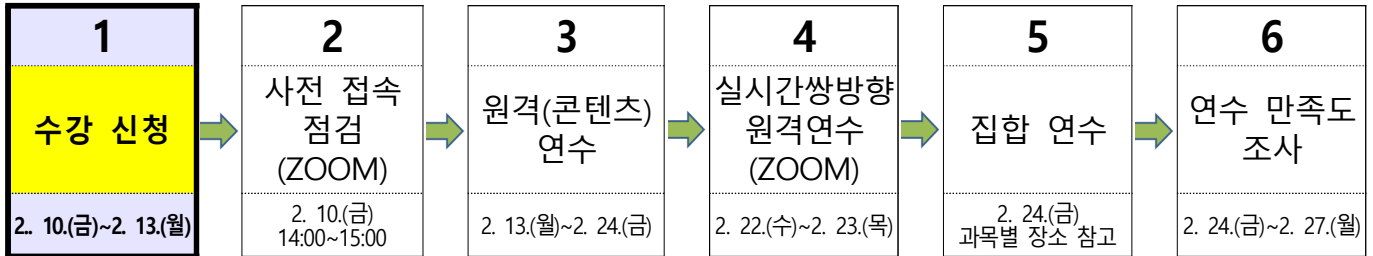 1
수강 신청
2.. 10.(금)~2. 13.(월)
2
사전 접속
점검
(ZOOM)
2. 10.(금)
14:00~15:00
3
원격(콘텐츠)
연수
2. 13.(월)~2. 24.(금)
4
실시간쌍방향
원격연수
(ZOOM)
2. 22.(수)~2. 23.(목)
5
집합 연수
2. 24.(금)
과목별 장소 참고
6
연수 만족도
조사
2. 24.(금)~2. 27.(월)